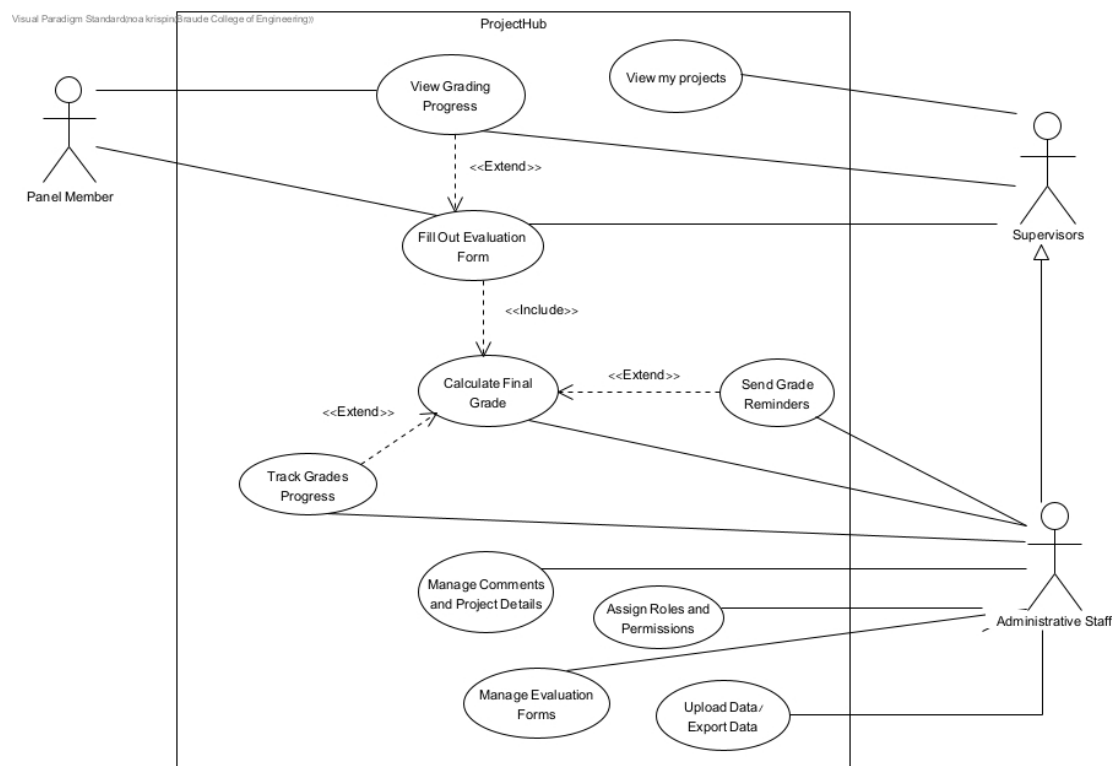 Visual Paradigm Standard(noa krispin(Braude College of Engineering))
ProjectHub
View Grading
Progress
View my projects
Panel Member
<<Extend>>
Supervisors
Fill Out Evaluation
Form
<<Include>>
Calculate Final
Grade
<<Extend>>
Send Grade
Reminders
<<Extend>>
Track Grades
Progress
Manage Comments
and Project Details
Assign Roles and
Permissions
Administrative Staff
Manage Evaluation
Forms
Upload Data/
Export Data